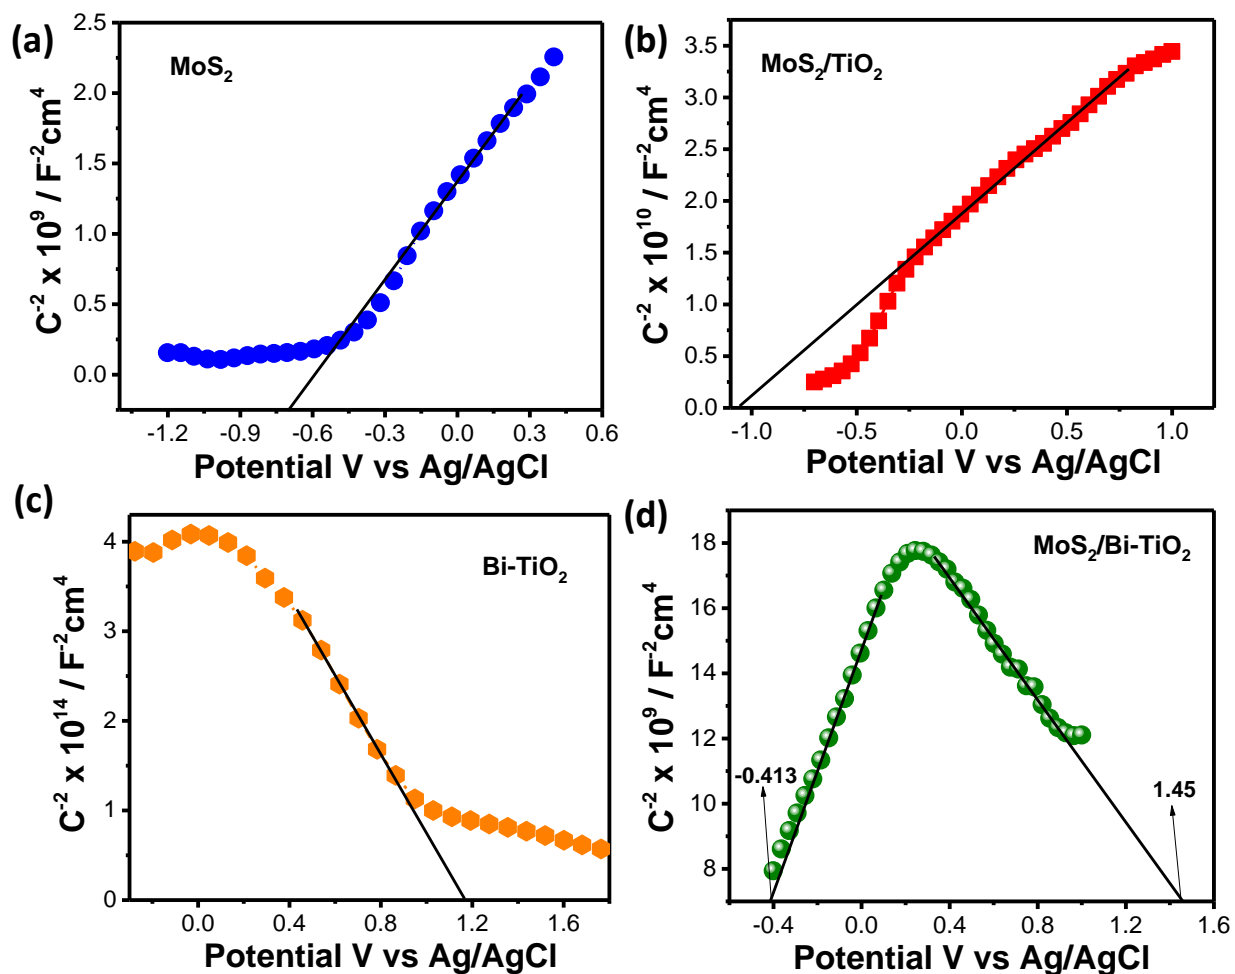 (a)
MoS2
2.5
2.0
1.5
1.0
0.5
0.0
C-2 x 10^9 / F-2cm4
-1.2 -0.9 -0.6 -0.3 0.0 0.3 0.6
Potential V vs Ag/AgCl
(b)
MoS2/TiO2
3.5
3.0
2.5
2.0
1.5
1.0
0.5
0.0
C-2 x 10^10 / F-2cm4
-1.0 -0.5 0.0 0.5 1.0
Potential V vs Ag/AgCl
(c)
Bi-TiO2
4
3
2
1
0
C-2 x 10^14 / F-2cm4
0.0 0.4 0.8 1.2 1.6
Potential V vs Ag/AgCl
(d)
MoS2/Bi-TiO2
18
16
14
12
10
8
C-2 x 10^9 / F-2cm4
-0.413
1.45
-0.4 0.0 0.4 0.8 1.2 1.6
Potential V vs Ag/AgCl